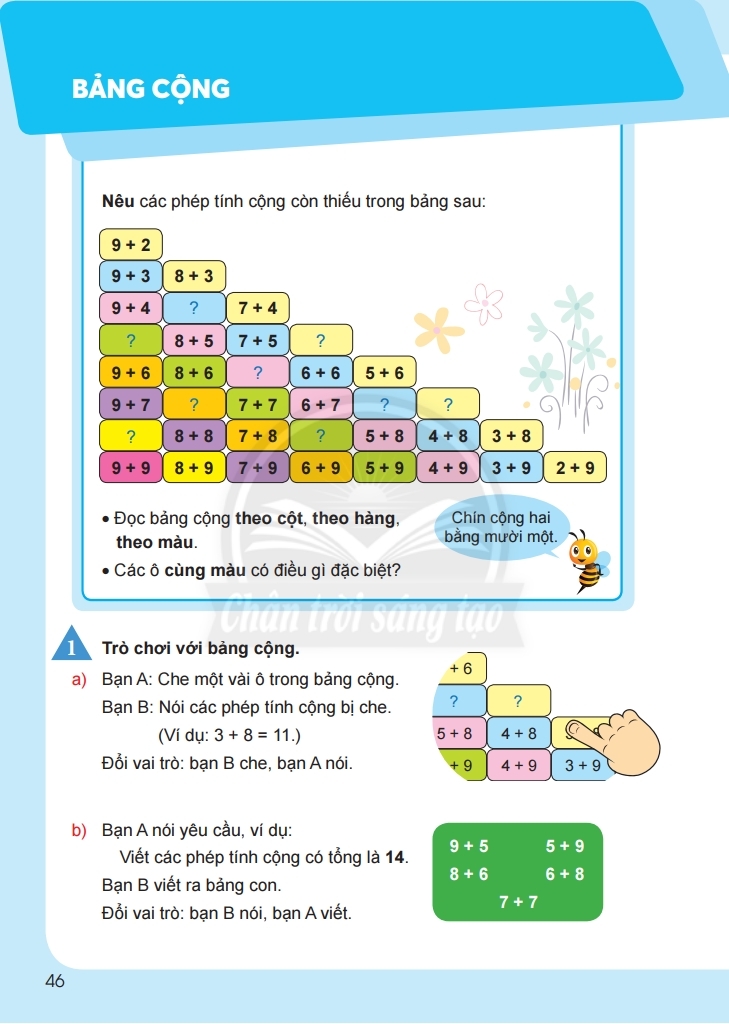 BẢNG CỘNG
Nêu các phép tính cộng còn thiếu trong bảng sau:
9 + 2
9 + 3 8 + 3
9 + 4 ? 7 + 4
? 8 + 5 7 + 5 ?
9 + 6 8 + 6 ? 6 + 6 5 + 6
9 + 7 ? 7 + 7 6 + 7 ? ?
? 8 + 8 7 + 8 ? 5 + 8 4 + 8 3 + 8
9 + 9 8 + 9 7 + 9 6 + 9 5 + 9 4 + 9 3 + 9 2 + 9
• Đọc bảng cộng theo cột, theo hàng,
theo màu.
• Các ô cùng màu có điều gì đặc biệt?
Chín cộng hai
bằng mười một.
Chân trời sáng tạo
1 Trò chơi với bảng cộng.
a) Bạn A: Che một vài ô trong bảng cộng.
Bạn B: Nói các phép tính cộng bị che.
(Ví dụ: 3 + 8 = 11.)
Đổi vai trò: bạn B che, bạn A nói.
+ 6
? ?
5 + 8 4 + 8
+ 9 4 + 9 3 + 9
b) Bạn A nói yêu cầu, ví dụ:
Viết các phép tính cộng có tổng là 14.
Bạn B viết ra bảng con.
Đổi vai trò: bạn B nói, bạn A viết.
9 + 5 5 + 9
8 + 6 6 + 8
7 + 7
46